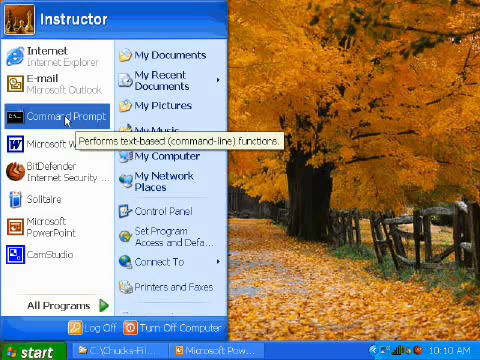 Instructor
Internet
Internet Explorer
E-mail
Microsoft Outlook
Command Prompt
Microsoft W
BitDefender
Internet Security ...
Solitaire
Microsoft
PowerPoint
CamStudio
All Programs
My Documents
My Recent
Documents
My Pictures
My Music
Performs text-based (command-line) functions.
My Computer
My Network
Places
Control Panel
Set Program
Access and Defa...
Connect To
Printers and Faxes
Log Off
Turn Off Computer
start
C:\Chucks-Fil...
Microsoft Pow...
10:10 AM